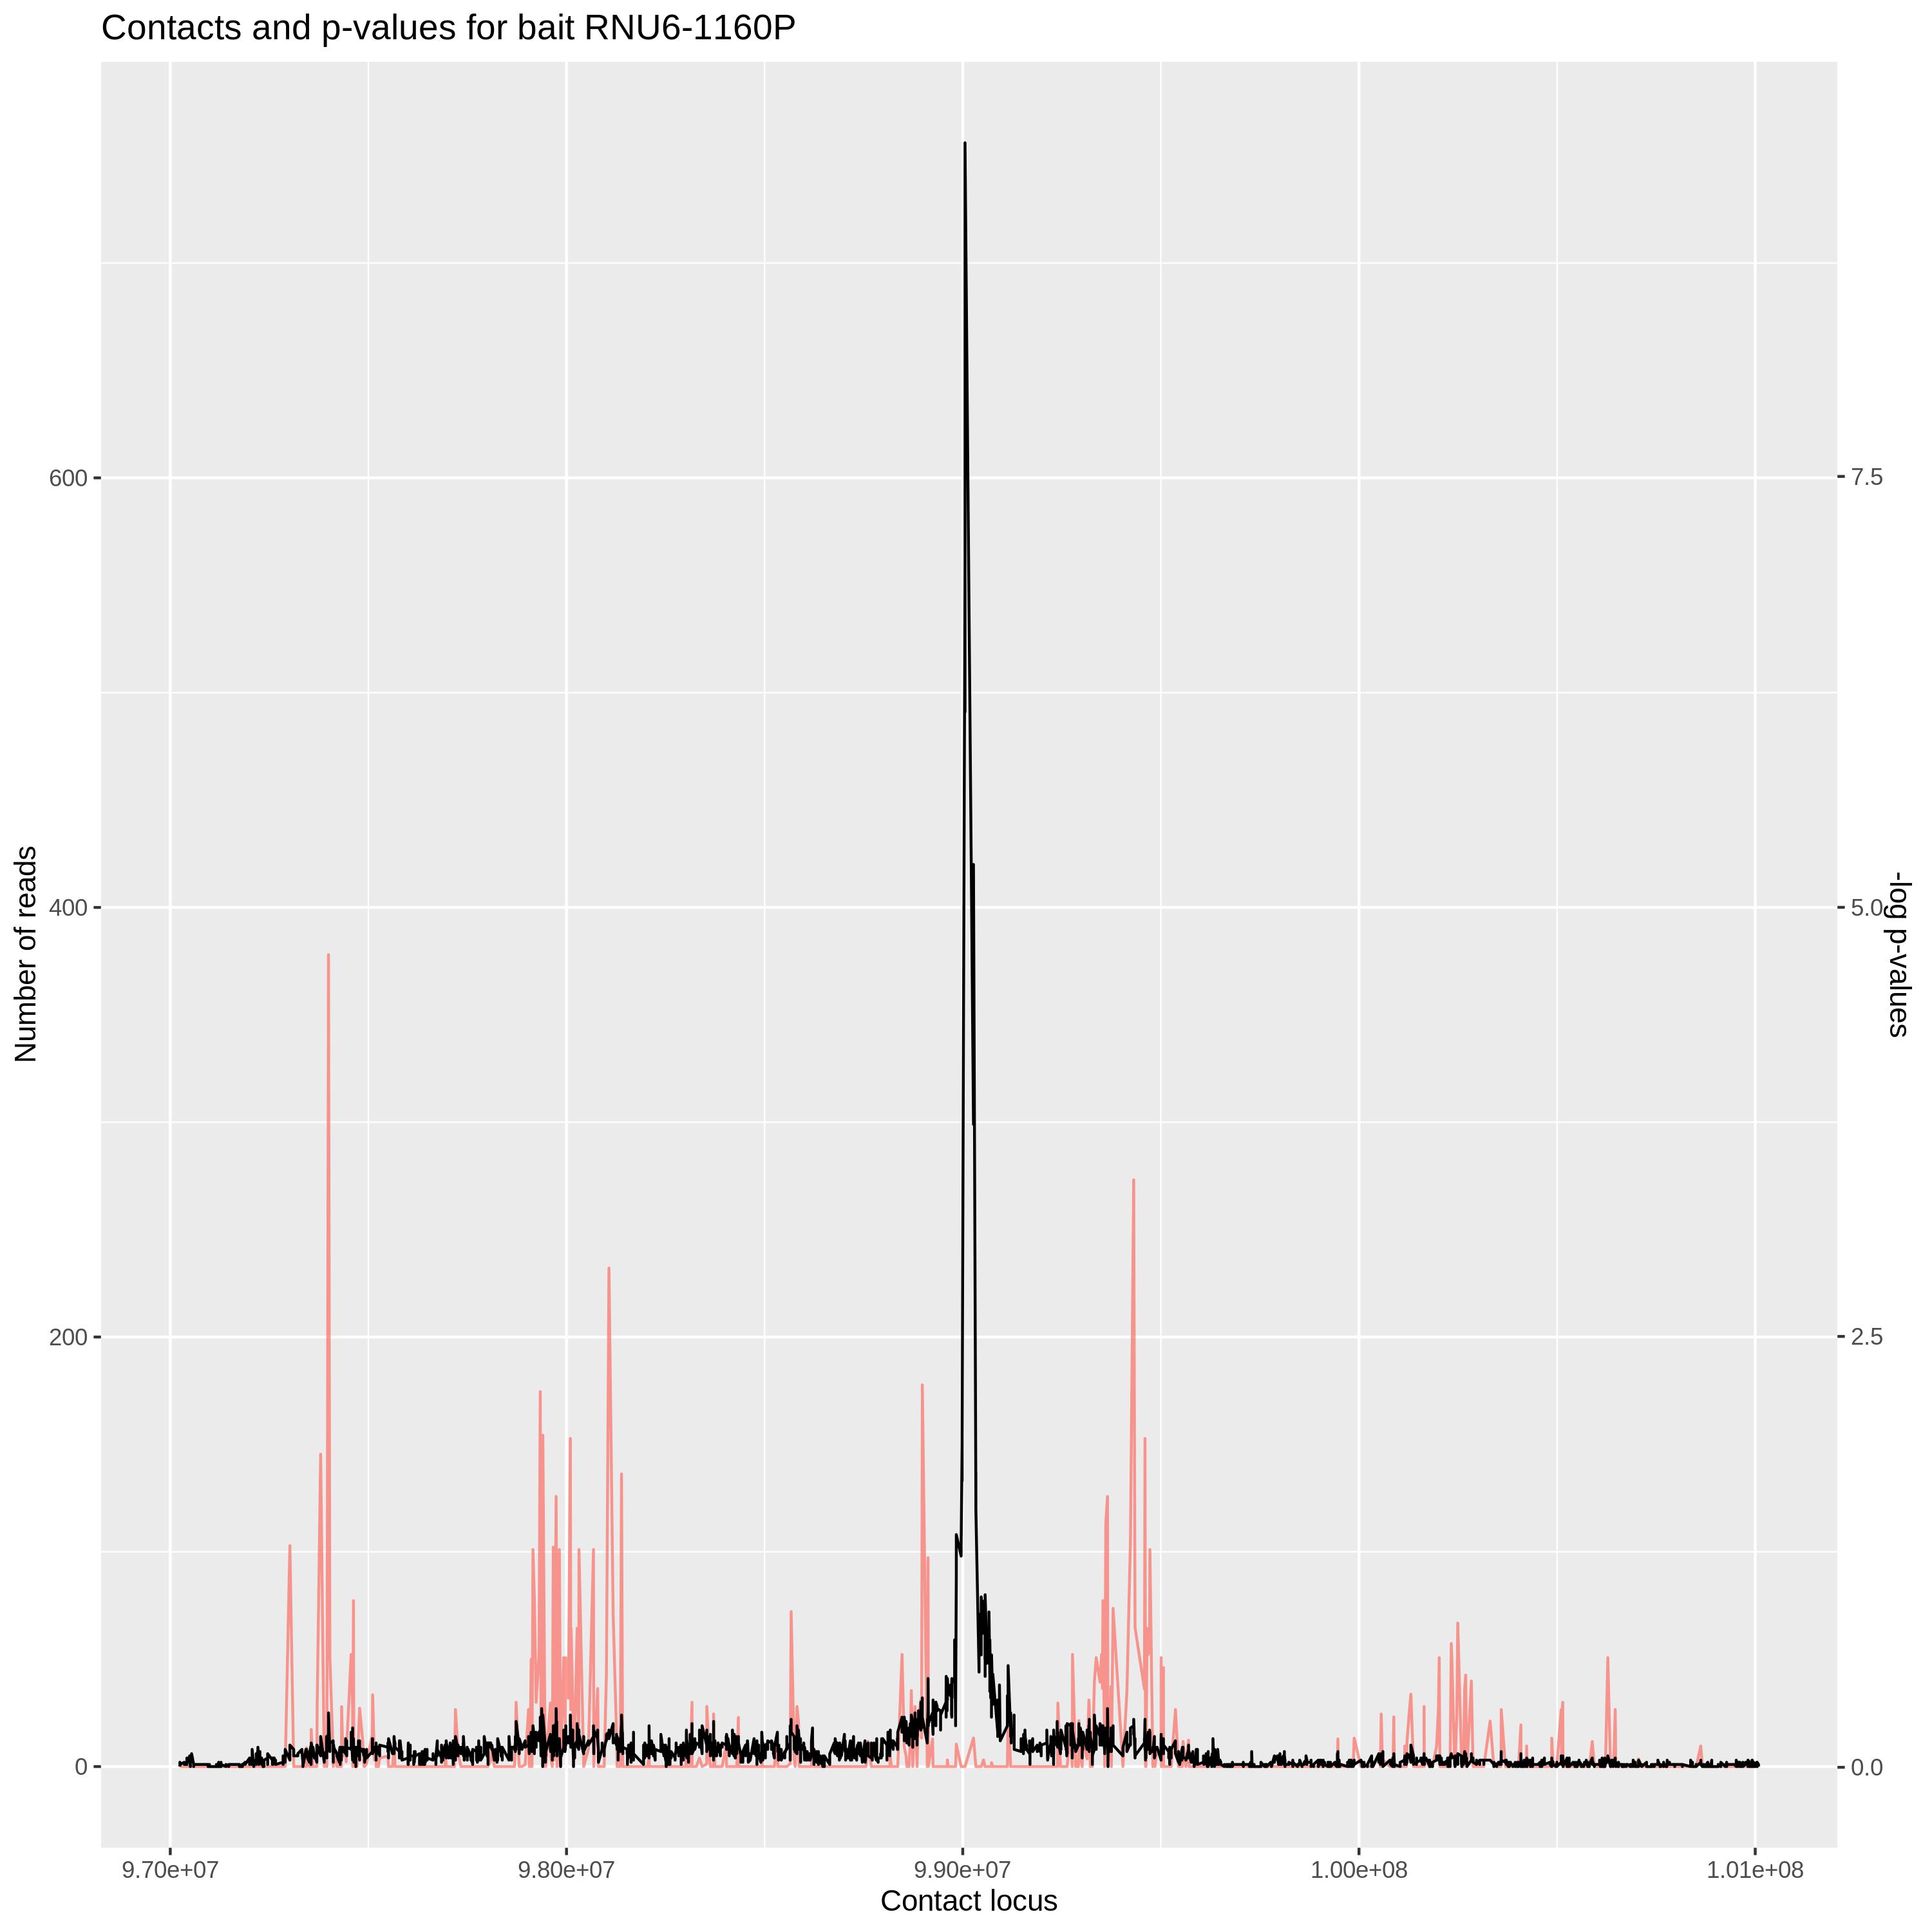 Contacts and p-values for bait RNU6-1160P
600
400
200
0
Number of reads
7.5
5.0
2.5
0.0
-log p-values
9.70e+07
9.80e+07
9.90e+07
1.00e+08
1.01e+08
Contact locus